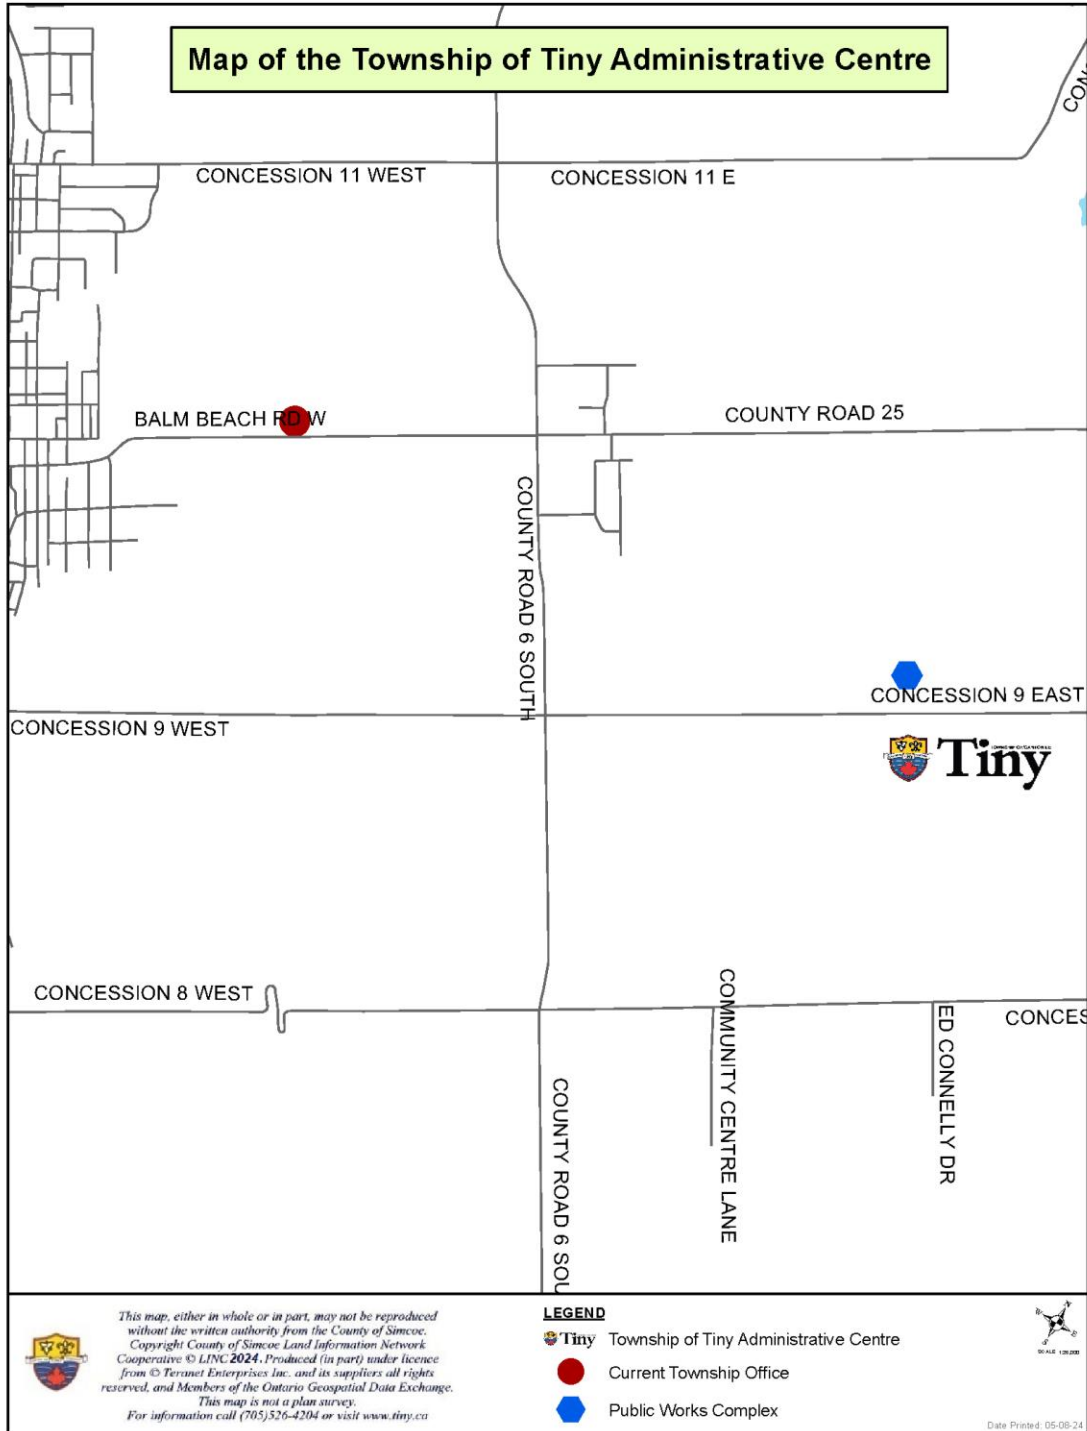 Map of the Township of Tiny Administrative Centre
CONCESSION 11 WEST
CONCESSION 11 E
BALM BEACH RD W
COUNTY ROAD 25
COUNTY ROAD 6 SOUTH
CONCESSION 9 EAST
CONCESSION 9 WEST
Tiny
CONCESSION 8 WEST
COMMUNITY CENTRE LANE
ED CONNELLY DR
CONCES
COUNTY ROAD 6 SOU
This map, either in whole or in part, may not be reproduced
without the written authority from the County of Simcoe.
Copyright County of Simcoe Land Information Network
Cooperative © LINC 2024. Produced (in part) under licence
from © Teranet Enterprises Inc. and its suppliers all rights
reserved, and Members of the Ontario Geospatial Data Exchange.
This map is not a plan survey.
For information call (705)526-4204 or visit www.tiny.ca
LEGEND
Tiny Township of Tiny Administrative Centre
Current Township Office
Public Works Complex
N
W
E
S
Date Printed: 05-08-24